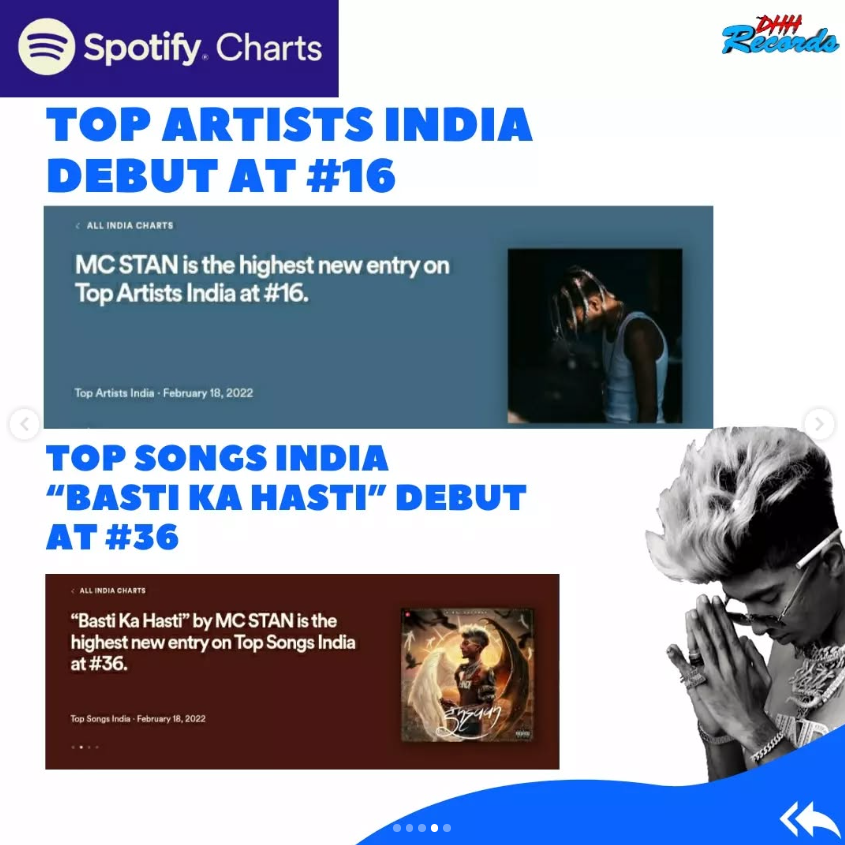 Spotify® Charts
DHH
Records
TOP ARTISTS INDIA
DEBUT AT #16
ALL INDIA CHARTS
MC STAN is the highest new entry on
Top Artists India at #16.
Top Artists India · February 18, 2022
TOP SONGS INDIA
“BASTI KA HASTI” DEBUT
AT #36
ALL INDIA CHARTS
“Basti Ka Hasti” by MC STAN is the
highest new entry on Top Songs India
at #36.
Top Songs India · February 18, 2022
इन्सान